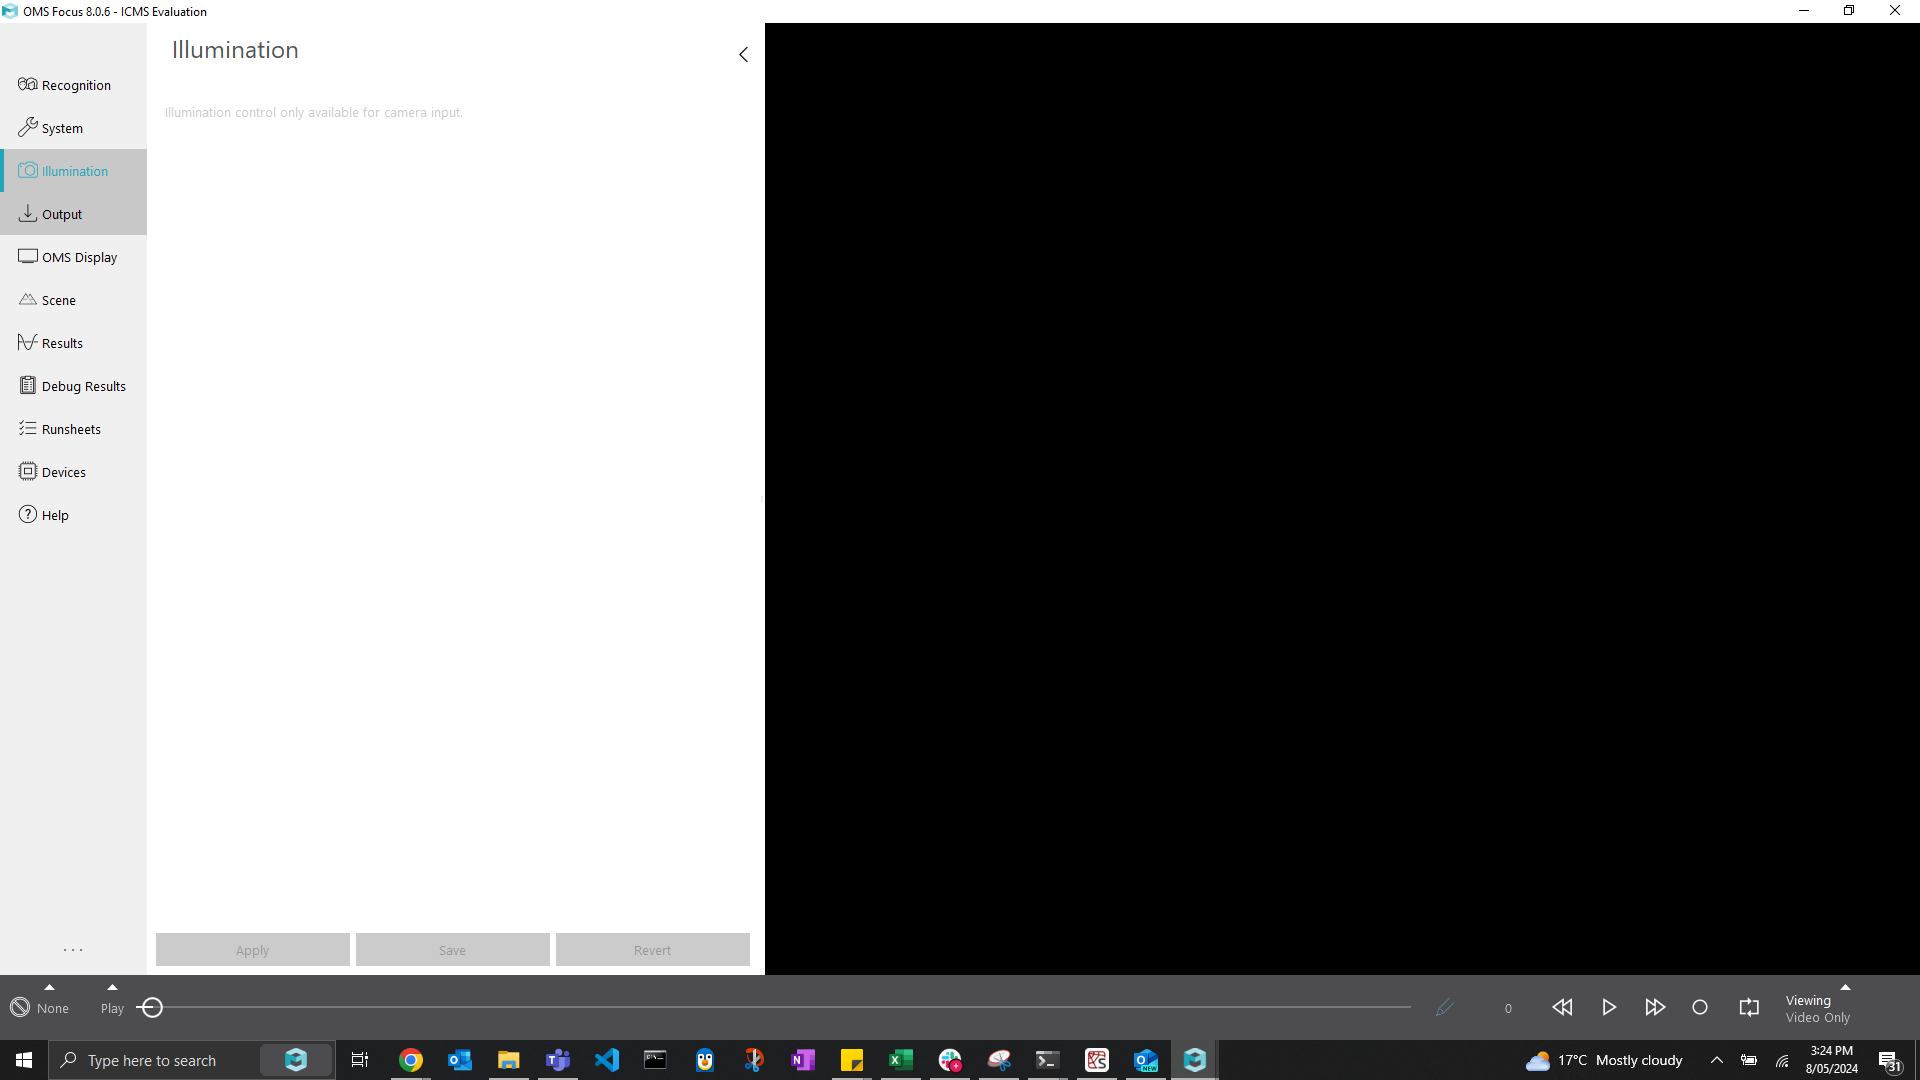 OMS Focus 8.0.6 - ICMS Evaluation
Illumination
Recognition
Illumination control only available for camera input.
System
Illumination
Output
OMS Display
Scene
Results
Debug Results
Runsheets
Devices
Help
...
Apply
Save
Revert
None
Play
0
Viewing
Video Only
Type here to search
17°C Mostly cloudy
3:24 PM
8/05/2024
31